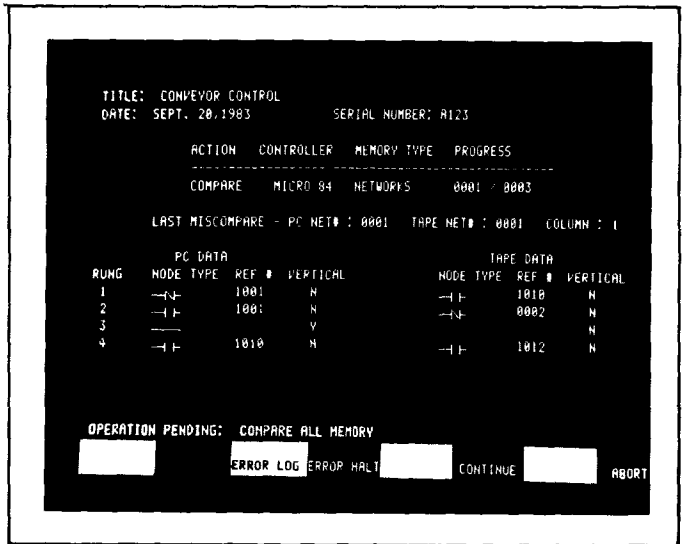 TITLE: CONVEYOR CONTROL
DATE: SEPT. 20,1983 SERIAL NUMBER: A123
ACTION CONTROLLER MEMORY TYPE PROGRESS
COMPARE MICRO 84 NETWORKS 0001 / 0003
LAST MISCOMPARE - PC NET# : 0001 TAPE NET# : 0001 COLUMN : 1
PC DATA TAPE DATA
RUNG NODE TYPE REF # VERTICAL NODE TYPE REF # VERTICAL
1 1001 N 1010 N
2 1001 N 0002 N
3 V N
4 1010 N 1012 N
OPERATION PENDING: COMPARE ALL MEMORY
ERROR LOG ERROR HALT CONTINUE ABORT